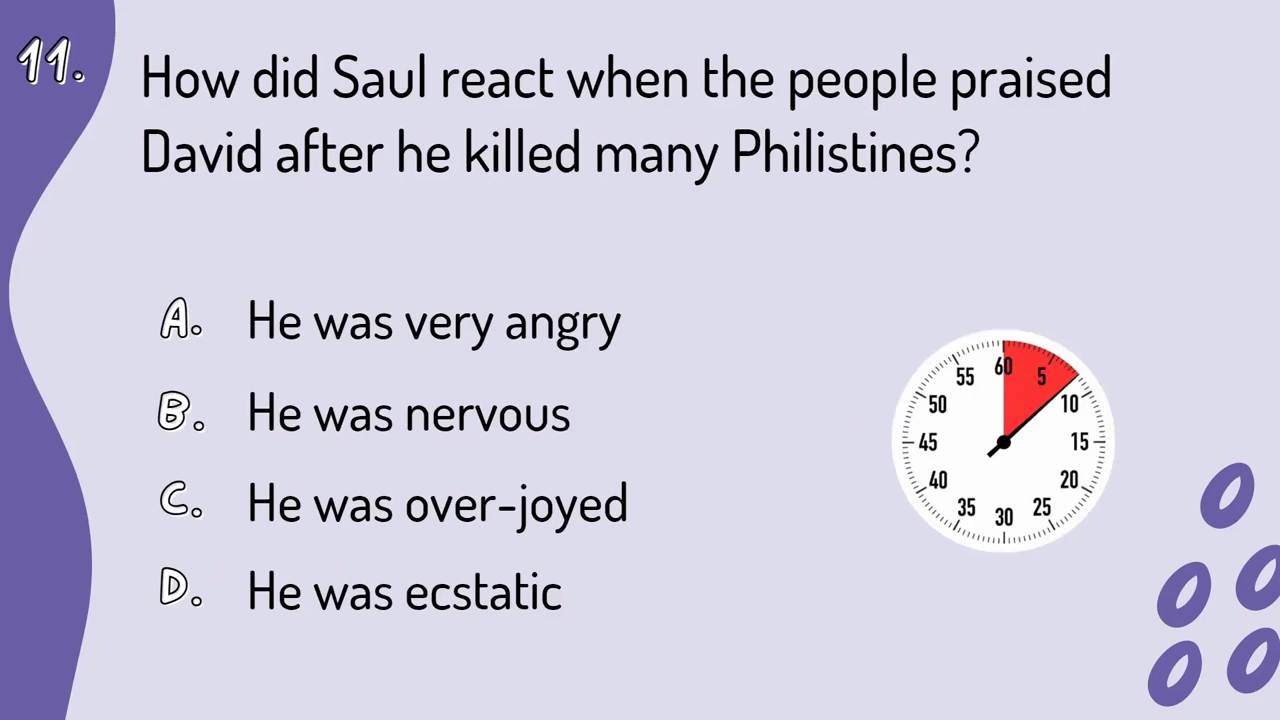 11.
How did Saul react when the people praised
David after he killed many Philistines?
A. He was very angry
B. He was nervous
C. He was over-joyed
D. He was ecstatic
60
5
10
15
20
25
30
35
40
45
50
55